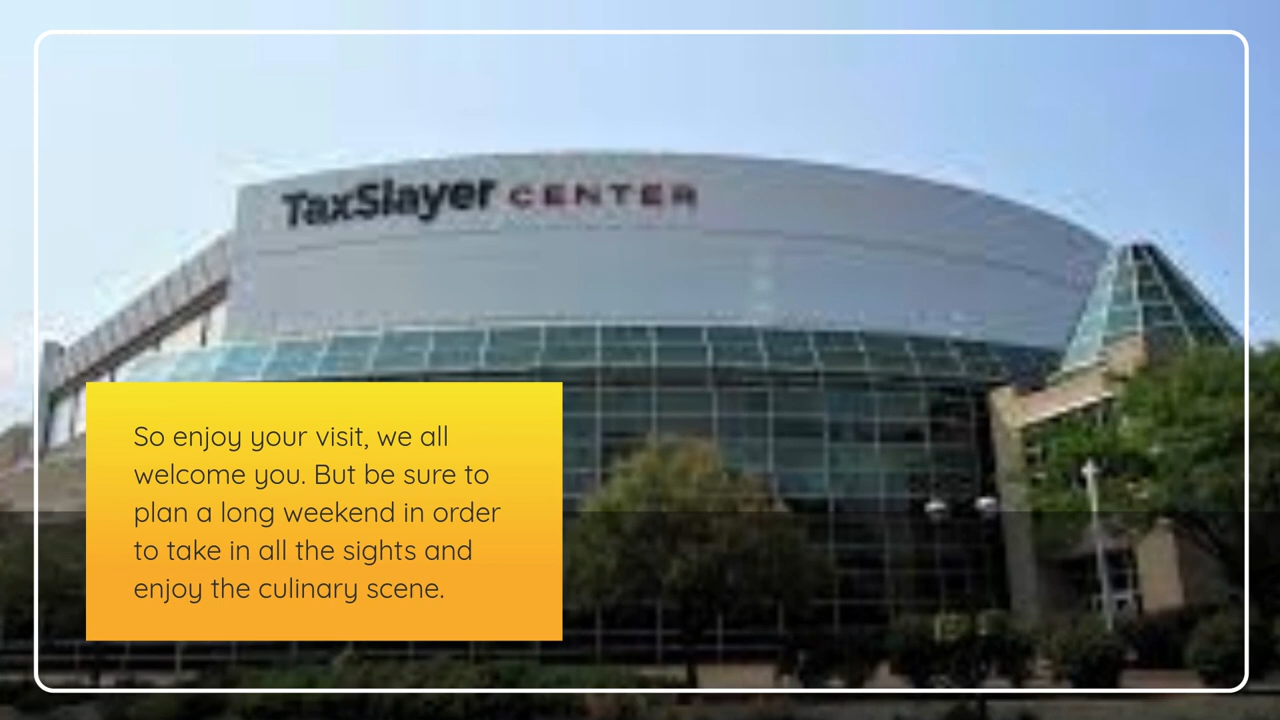 TaxSlayer CENTER
So enjoy your visit, we all
welcome you. But be sure to
plan a long weekend in order
to take in all the sights and
enjoy the culinary scene.